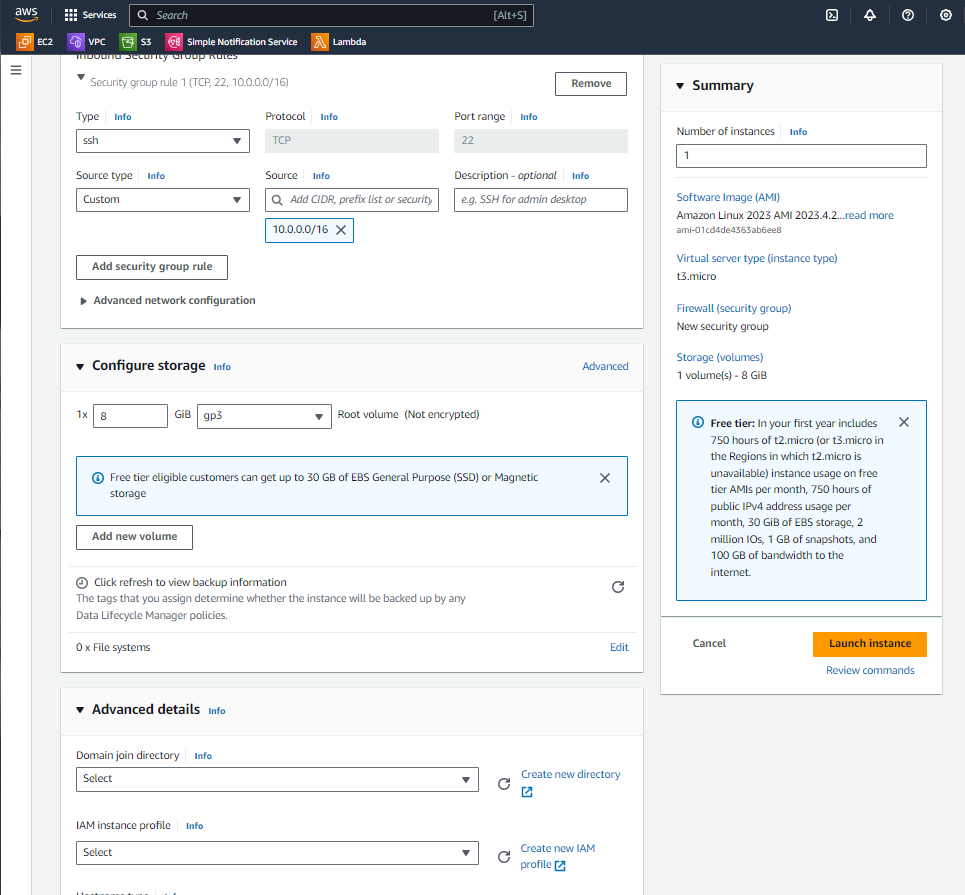 aws
Services
Search
[Alt+S]
EC2
VPC
S3
Simple Notification Service
Lambda
Inbound Security Group Rules
Security group rule 1 (TCP, 22, 10.0.0.0/16)
Remove
Type Info
Protocol Info
Port range Info
ssh
TCP
22
Source type Info
Source Info
Description - optional Info
Custom
Add CIDR, prefix list or security
e.g. SSH for admin desktop
10.0.0.0/16
Add security group rule
Advanced network configuration
Configure storage Info
Advanced
1x
8
GiB
gp3
Root volume (Not encrypted)
Free tier eligible customers can get up to 30 GB of EBS General Purpose (SSD) or Magnetic
storage
Add new volume
Click refresh to view backup information
The tags that you assign determine whether the instance will be backed up by any
Data Lifecycle Manager policies.
0 x File systems
Edit
Advanced details Info
Domain join directory Info
Select
Create new directory
IAM instance profile Info
Select
Create new IAM
profile
Hostname type Info
Summary
Number of instances Info
1
Software Image (AMI)
Amazon Linux 2023 AMI 2023.4.2...read more
ami-01cd4de4363ab6ee8
Virtual server type (instance type)
t3.micro
Firewall (security group)
New security group
Storage (volumes)
1 volume(s) - 8 GiB
Free tier: In your first year includes
750 hours of t2.micro (or t3.micro in
the Regions in which t2.micro is
unavailable) instance usage on free
tier AMIs per month, 750 hours of
public IPv4 address usage per
month, 30 GiB of EBS storage, 2
million IOs, 1 GB of snapshots, and
100 GB of bandwidth to the
internet.
Cancel
Launch instance
Review commands